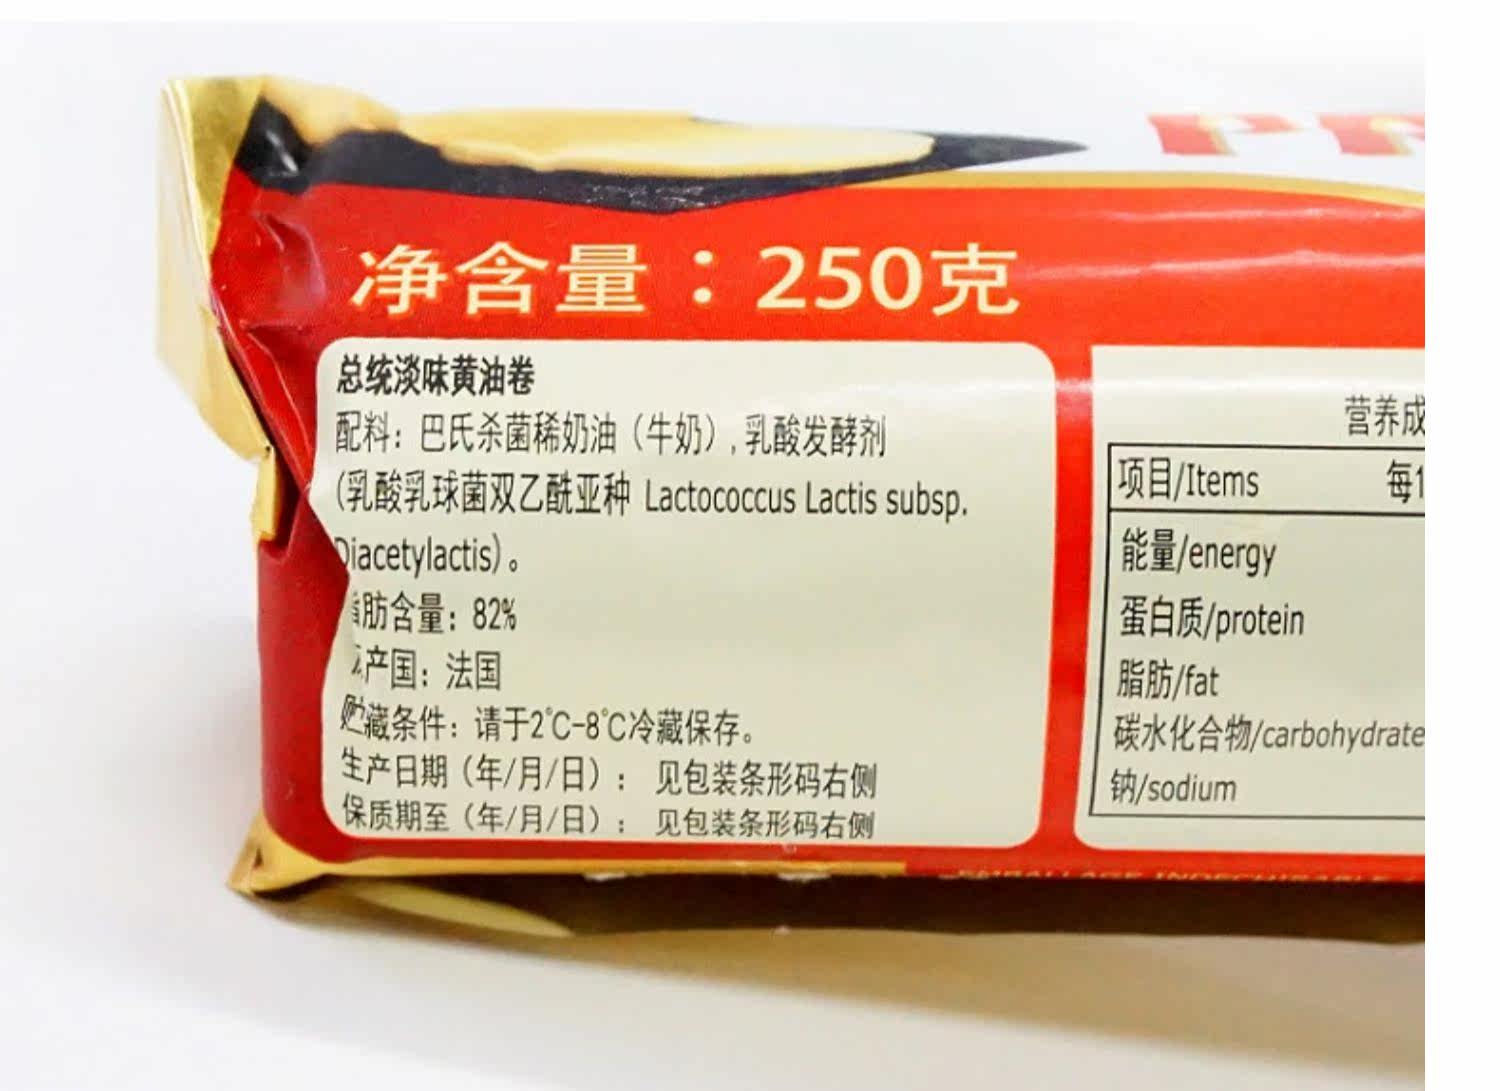 净含量：250克
总统淡味黄油卷
配料：巴氏杀菌稀奶油（牛奶）,乳酸发酵剂
(乳酸乳球菌双乙酰亚种 Lactococcus Lactis subsp.
Diacetylactis)。
脂肪含量：82%
产国：法国
贮藏条件：请于2℃-8℃冷藏保存。
生产日期（年/月/日）： 见包装条形码右侧
保质期至（年/月/日）： 见包装条形码右侧
营养成
项目/Items 每1
能量/energy
蛋白质/protein
脂肪/fat
碳水化合物/carbohydrate
钠/sodium